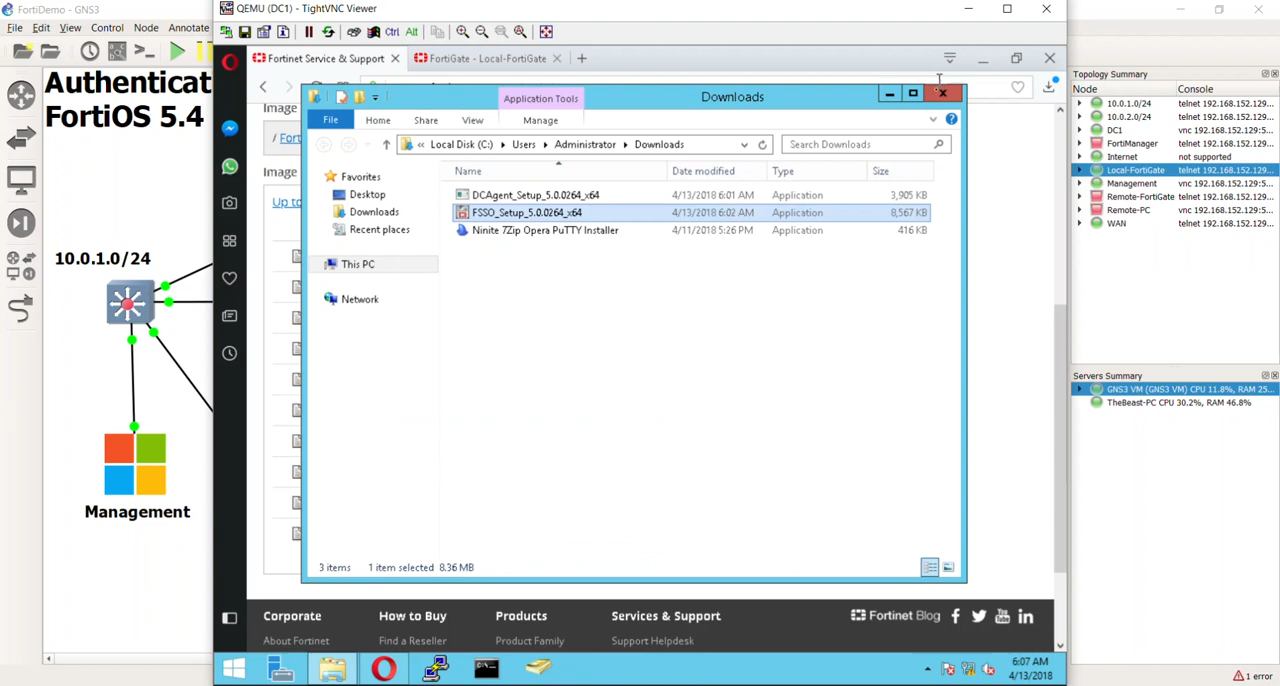 FortiDemo - GNS3
File Edit View Control Node Annotate
Authenticat
FortiOS 5.4
10.0.1.0/24
Management
QEMU (DC1) - TightVNC Viewer
Ctrl Alt
Fortinet Service & Support
FortiGate - Local-FortiGate
Image
/ Fort
Image
Up to
Application Tools
Downloads
File Home Share View Manage
Local Disk (C:) Users Administrator Downloads
Search Downloads
Name Date modified Type Size
Favorites
Desktop
Downloads
Recent places
This PC
Network
DCAgent_Setup_5.0.0264_x64 4/13/2018 6:01 AM Application 3,905 KB
FSSO_Setup_5.0.0264_x64 4/13/2018 6:02 AM Application 8,567 KB
Ninite 7Zip Opera PuTTY Installer 4/11/2018 5:26 PM Application 416 KB
3 items 1 item selected 8.36 MB
Corporate How to Buy Products Services & Support Fortinet Blog
About Fortinet Find a Reseller Product Family Support Helpdesk
6:07 AM
4/13/2018
Topology Summary
Node Console
10.0.1.0/24 telnet 192.168.152.129...
10.0.2.0/24 telnet 192.168.152.129...
DC1 vnc 192.168.152.129:5...
FortiManager telnet 192.168.152.129...
Internet not supported
Local-FortiGate telnet 192.168.152.129...
Management vnc 192.168.152.129:5...
Remote-FortiGate telnet 192.168.152.129...
Remote-PC vnc 192.168.152.129:5...
WAN telnet 192.168.152.129...
Servers Summary
GNS3 VM (GNS3 VM) CPU 11.8%, RAM 25...
TheBeast-PC CPU 30.2%, RAM 46.8%
1 error